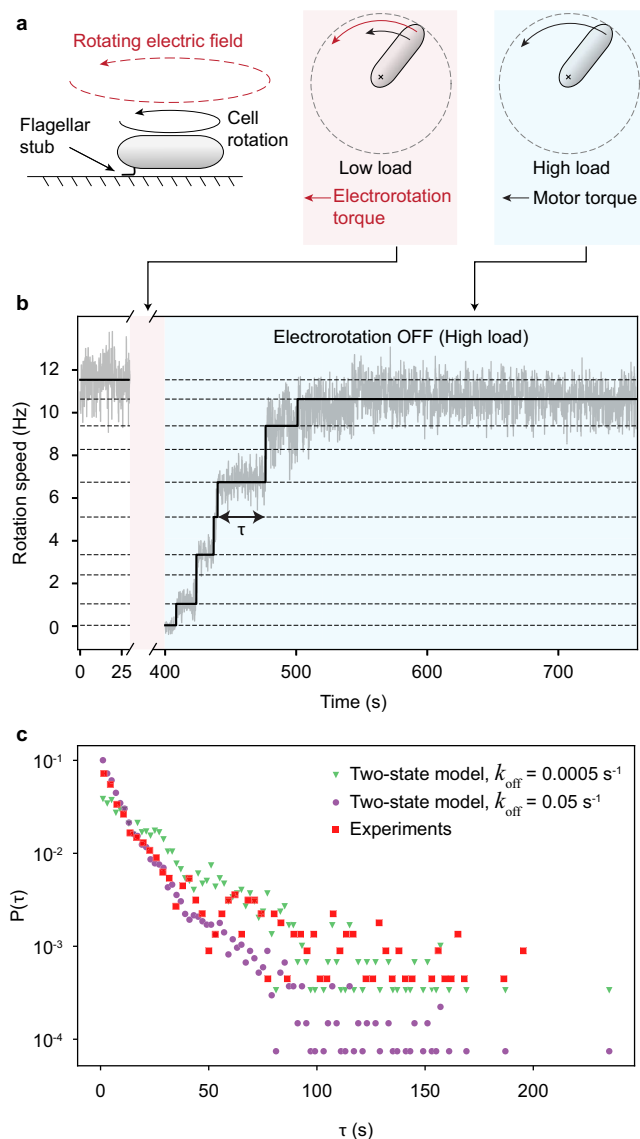 a
Rotating electric field
Flagellar
stub
Cell
rotation
×
Low load
Electrorotation
torque
×
High load
Motor torque
b
Electrorotation OFF (High load)
12
10
8
6
4
2
0
Rotation speed (Hz)
τ
0 25 400 500 600 700
Time (s)
c
10⁻¹
10⁻²
10⁻³
10⁻⁴
P(τ)
Two-state model, k_off = 0.0005 s⁻¹
Two-state model, k_off = 0.05 s⁻¹
Experiments
0 50 100 150 200
τ (s)